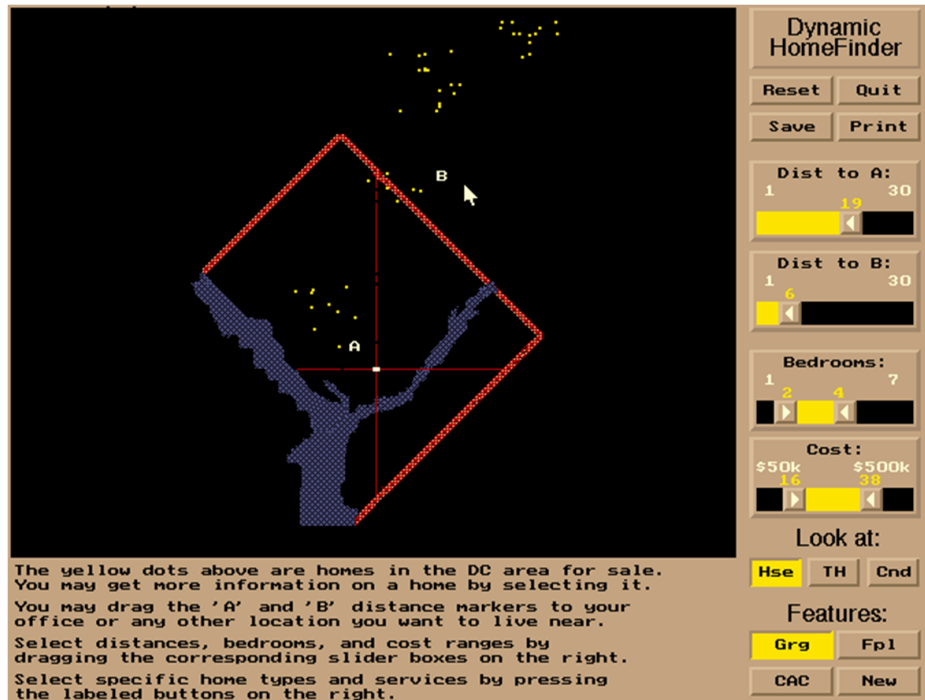 Dynamic
HomeFinder
Reset Quit
Save Print
Dist to A:
1 30
19
Dist to B:
1 30
6
Bedrooms:
1 7
2 4
Cost:
$50k $500k
16 38
Look at:
Hse TH Cnd
Features:
Grg Fpl
CAC New
B
A
The yellow dots above are homes in the DC area for sale.
You may get more information on a home by selecting it.
You may drag the 'A' and 'B' distance markers to your
office or any other location you want to live near.
Select distances, bedrooms, and cost ranges by
dragging the corresponding slider boxes on the right.
Select specific home types and services by pressing
the labeled buttons on the right.